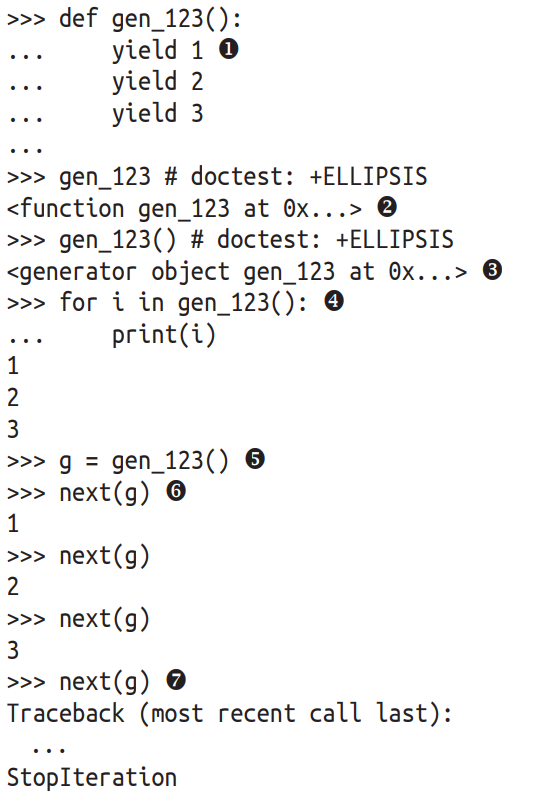 >>> def gen_123():
...     yield 1 ❶
...     yield 2
...     yield 3
...
>>> gen_123 # doctest: +ELLIPSIS
<function gen_123 at 0x...> ❷
>>> gen_123() # doctest: +ELLIPSIS
<generator object gen_123 at 0x...> ❸
>>> for i in gen_123(): ❹
...     print(i)
1
2
3
>>> g = gen_123() ❺
>>> next(g) ❻
1
>>> next(g)
2
>>> next(g)
3
>>> next(g) ❼
Traceback (most recent call last):
  ...
StopIteration